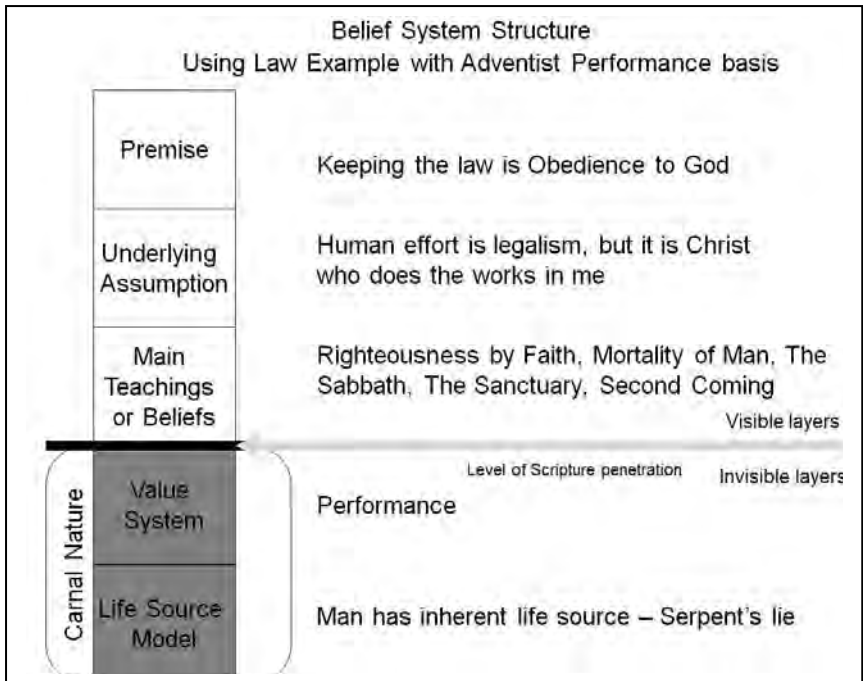 Belief System Structure
Using Law Example with Adventist Performance basis
Premise
Keeping the law is Obedience to God
Underlying
Assumption
Human effort is legalism, but it is Christ
who does the works in me
Main
Teachings
or Beliefs
Righteousness by Faith, Mortality of Man, The
Sabbath, The Sanctuary, Second Coming
Visible layers
Level of Scripture penetration
Invisible layers
Carnal Nature
Value
System
Performance
Life Source
Model
Man has inherent life source – Serpent's lie